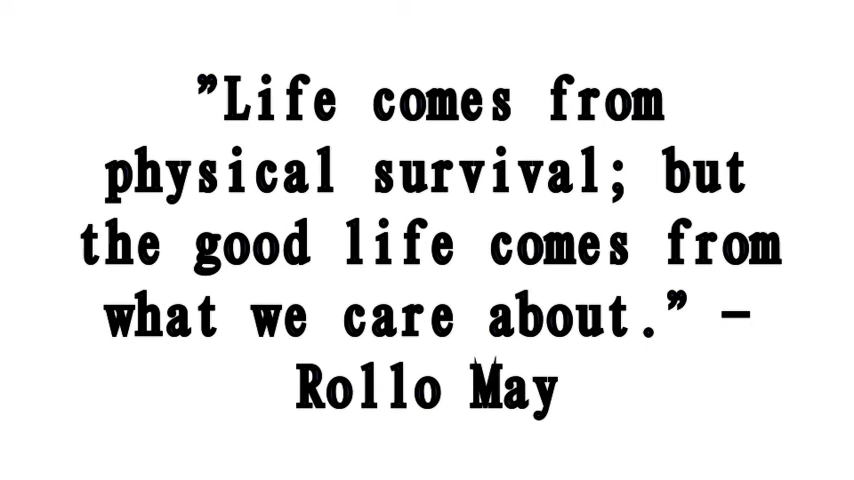 ”Life comes from
physical survival; but
the good life comes from
what we care about.” –
Rollo May